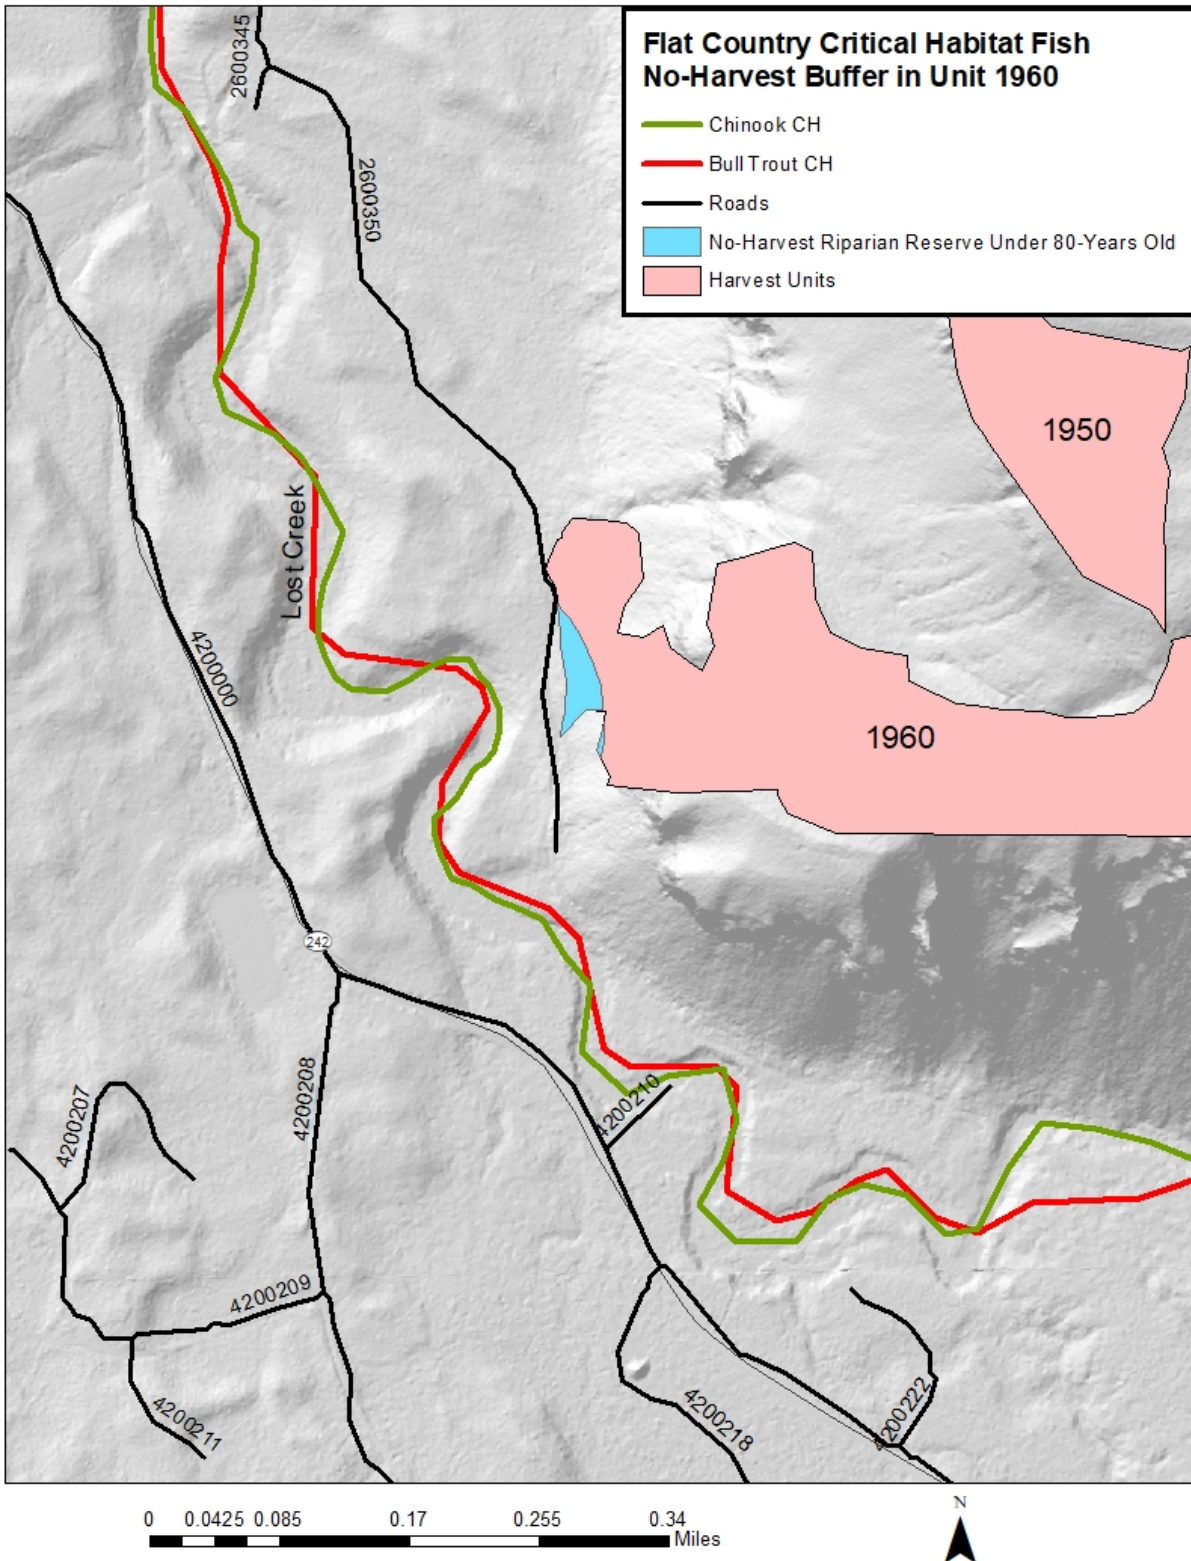 Flat Country Critical Habitat Fish
No-Harvest Buffer in Unit 1960
Chinook CH
Bull Trout CH
Roads
No-Harvest Riparian Reserve Under 80-Years Old
Harvest Units
2600345
2600350
1950
Lost Creek
4200000
1960
242
4200208
4200207
4200210
4200209
4200211
4200218
4200222
N
0 0.0425 0.085 0.17 0.255 0.34
Miles